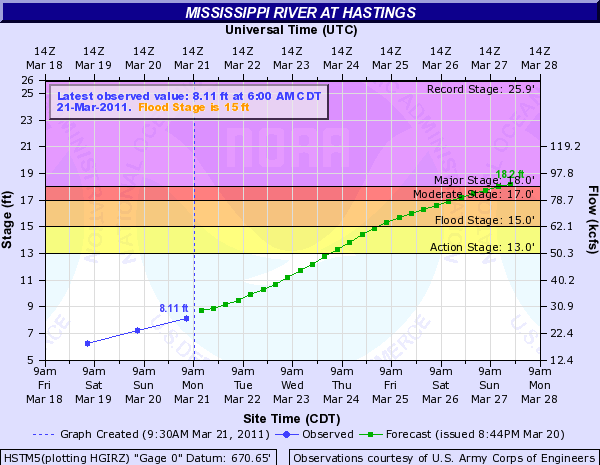 MISSISSIPPI RIVER AT HASTINGS
Universal Time (UTC)
14Z 14Z 14Z 14Z 14Z 14Z 14Z 14Z 14Z 14Z 14Z
Mar 18 Mar 19 Mar 20 Mar 21 Mar 22 Mar 23 Mar 24 Mar 25 Mar 26 Mar 27 Mar 28
26
25
Record Stage: 25.9'
Latest observed value: 8.11 ft at 6:00 AM CDT
21-Mar-2011. Flood Stage is 15 ft
23
21 119.2
19 97.8
18.2 ft
Major Stage: 18.0'
Moderate Stage: 17.0'
17 78.7
Flood Stage: 15.0'
15 62.1
Action Stage: 13.0'
13 50.3
11 40.2
9 30.9
8.11 ft
7 22.4
5 12.4
Stage (ft)
Flow (kcfs)
NOAA
9am 9am 9am 9am 9am 9am 9am 9am 9am 9am 9am
Fri Sat Sun Mon Tue Wed Thu Fri Sat Sun Mon
Mar 18 Mar 19 Mar 20 Mar 21 Mar 22 Mar 23 Mar 24 Mar 25 Mar 26 Mar 27 Mar 28
Site Time (CDT)
Graph Created (9:30AM Mar 21, 2011) Observed Forecast (issued 8:44PM Mar 20)
HSTM5(plotting HGIRZ) "Gage 0" Datum: 670.65' Observations courtesy of U.S. Army Corps of Engineers